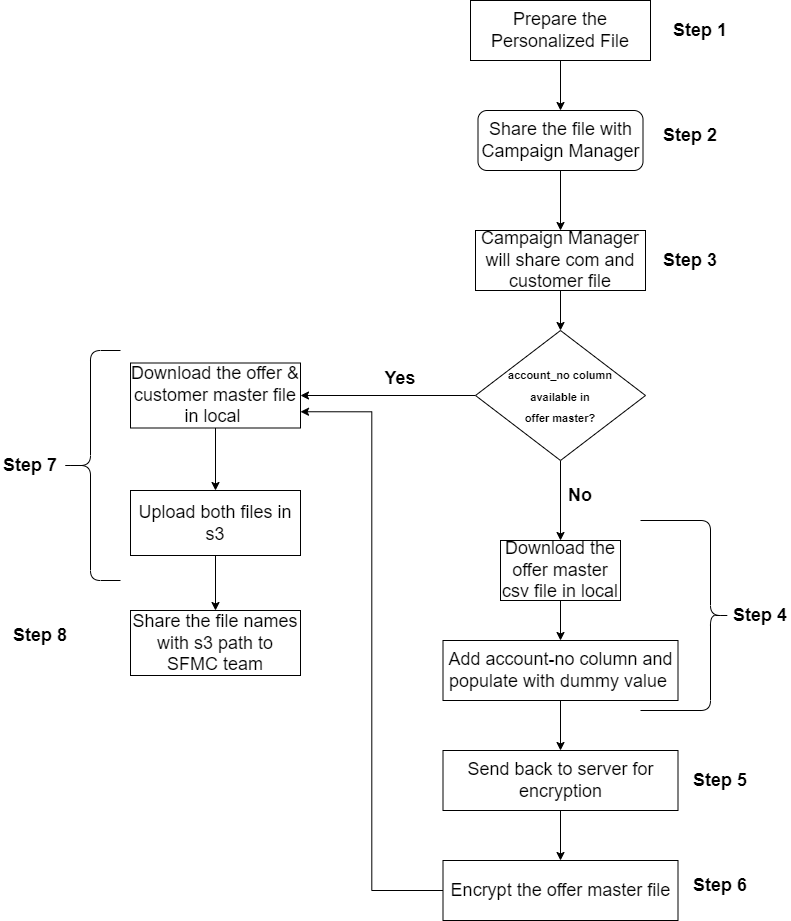 Prepare the
Personalized File
Step 1
Share the file with
Campaign Manager
Step 2
Campaign Manager
will share com and
customer file
Step 3
account_no column
available in
offer master?
Yes
Download the offer &
customer master file
in local
Step 7
Upload both files in
s3
Share the file names
with s3 path to
SFMC team
Step 8
No
Download the
offer master
csv file in local
Step 4
Add account-no column and
populate with dummy value
Send back to server for
encryption
Step 5
Encrypt the offer master file
Step 6